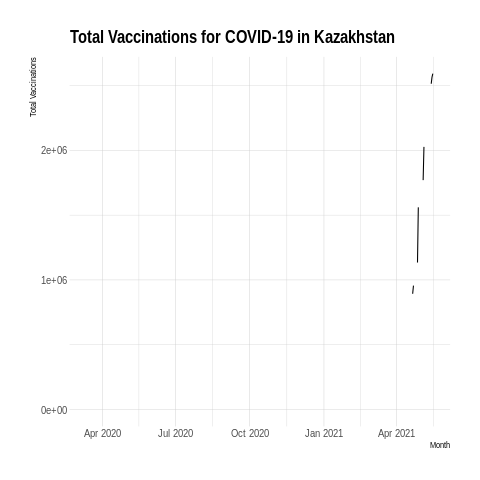 Total Vaccinations for COVID-19 in Kazakhstan
Total Vaccinations
2e+06
1e+06
0e+00
Apr 2020 Jul 2020 Oct 2020 Jan 2021 Apr 2021
Month